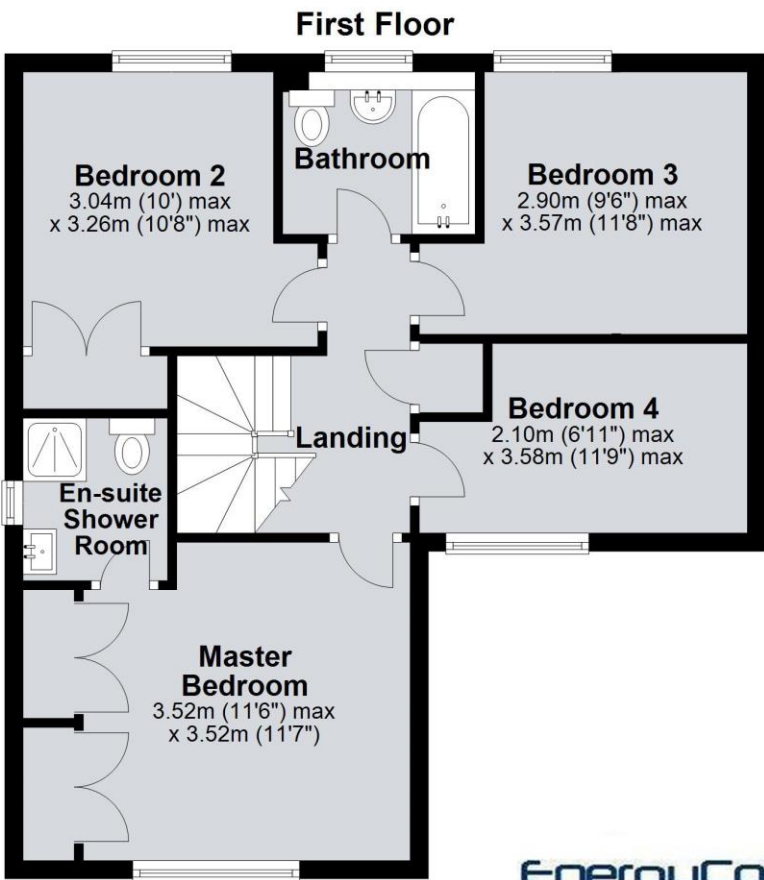 First Floor
Bedroom 2
3.04m (10') max
x 3.26m (10'8") max
Bathroom
Bedroom 3
2.90m (9'6") max
x 3.57m (11'8") max
Landing
Bedroom 4
2.10m (6'11") max
x 3.58m (11'9") max
En-suite
Shower
Room
Master
Bedroom
3.52m (11'6") max
x 3.52m (11'7")